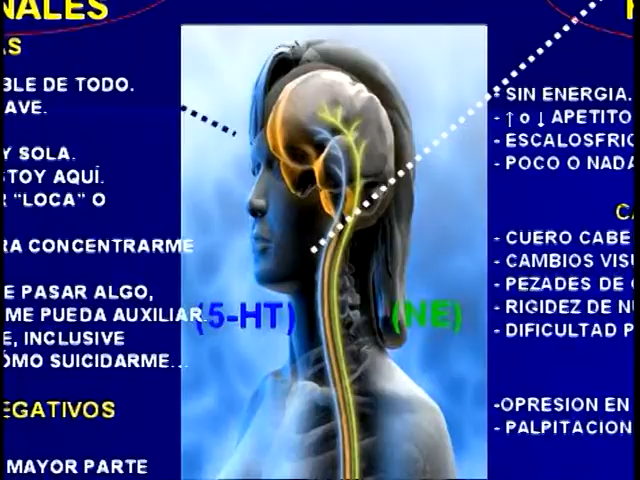 NALES
AS
BLE DE TODO.
AVE.
Y SOLA.
STOY AQUÍ.
R "LOCA" O
RA CONCENTRARME
E PASAR ALGO,
ME PUEDA AUXILIAR.
E, INCLUSIVE
ÓMO SUICIDARME...
EGATIVOS
MAYOR PARTE
(5-HT)
(NE)
- SIN ENERGIA.
- ↑ o ↓ APETITO
- ESCALOSFRIO
- POCO O NADA
CA
- CUERO CABE
- CAMBIOS VISU
- PEZADES DE
- RIGIDEZ DE NU
- DIFICULTAD P
-OPRESION EN
- PALPITACION